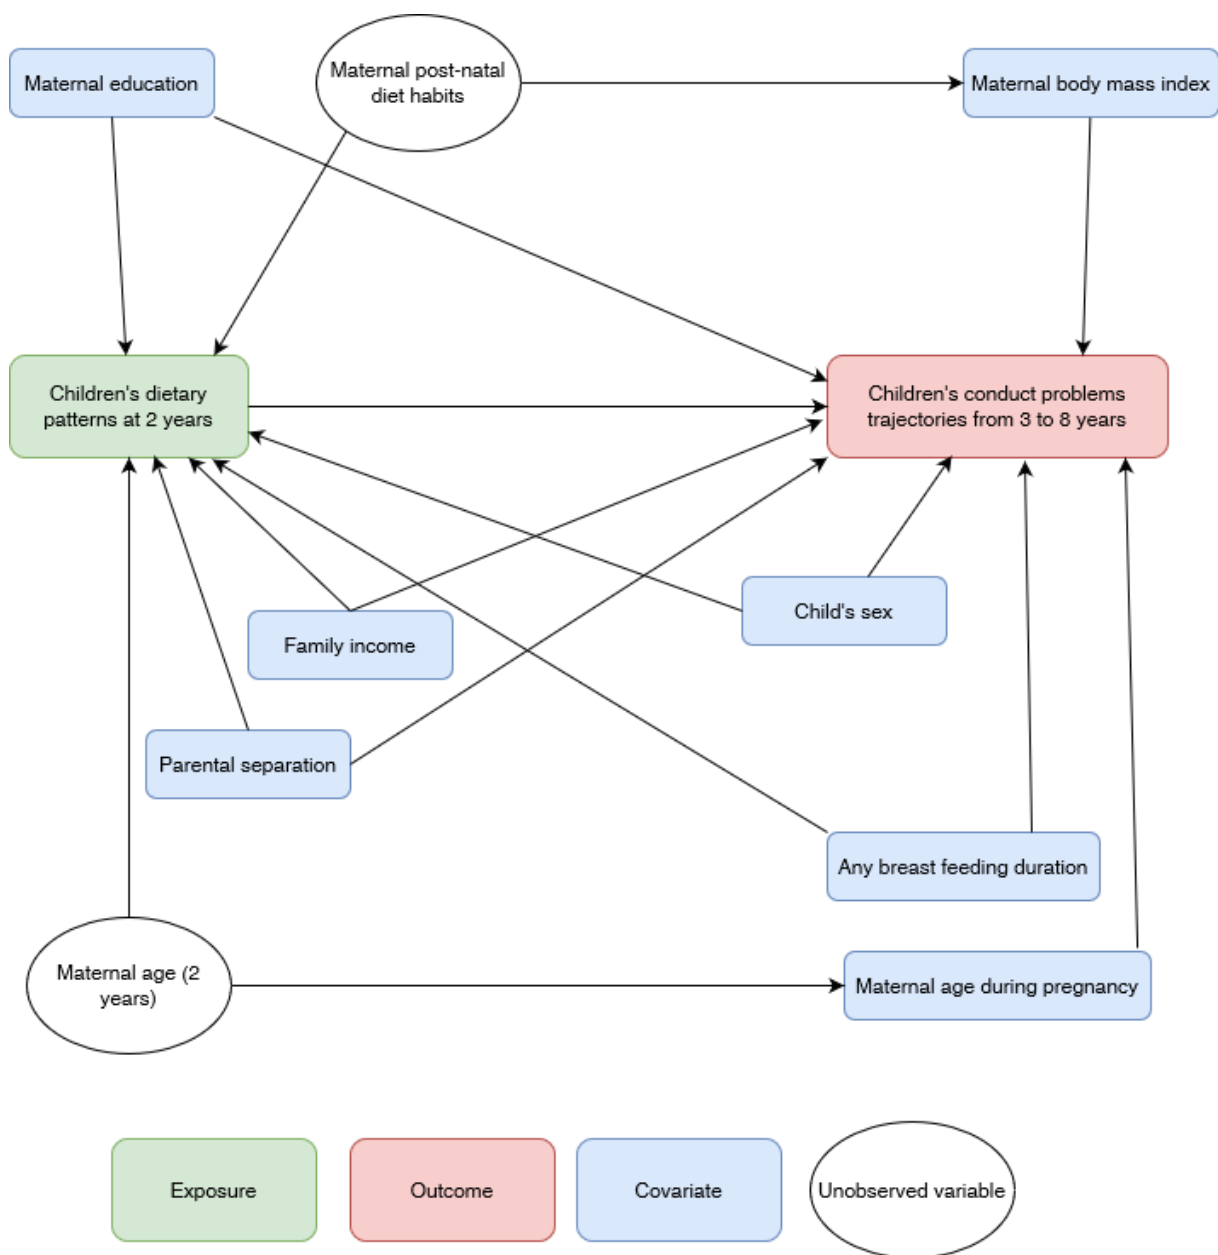 Maternal education
Maternal post-natal
diet habits
Maternal body mass index
Children's dietary
patterns at 2 years
Children's conduct problems
trajectories from 3 to 8 years
Child's sex
Family income
Parental separation
Any breast feeding duration
Maternal age (2
years)
Maternal age during pregnancy
Exposure
Outcome
Covariate
Unobserved variable